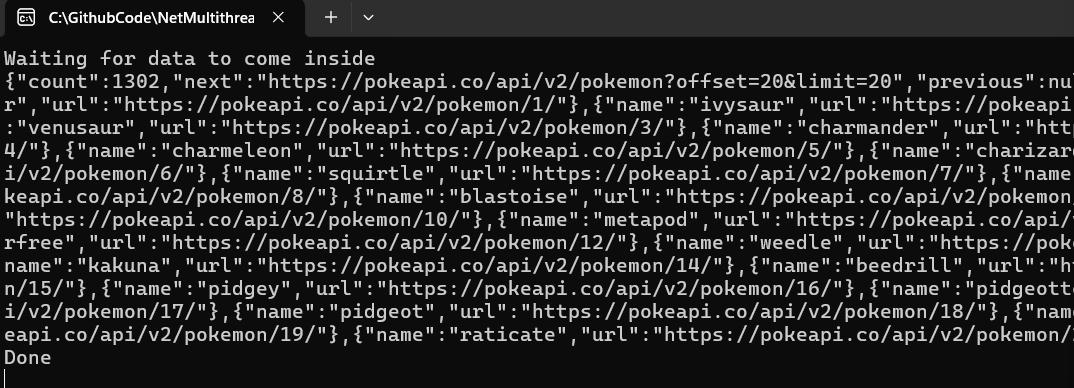 C:\GithubCode\NetMultithrea
Waiting for data to come inside
{"count":1302,"next":"https://pokeapi.co/api/v2/pokemon?offset=20&limit=20","previous":nul
r","url":"https://pokeapi.co/api/v2/pokemon/1/"},{"name":"ivysaur","url":"https://pokeapi
:"venusaur","url":"https://pokeapi.co/api/v2/pokemon/3/"},{"name":"charmander","url":"htt
4/"},{"name":"charmeleon","url":"https://pokeapi.co/api/v2/pokemon/5/"},{"name":"charizar
i/v2/pokemon/6/"},{"name":"squirtle","url":"https://pokeapi.co/api/v2/pokemon/7/"},{"name
keapi.co/api/v2/pokemon/8/"},{"name":"blastoise","url":"https://pokeapi.co/api/v2/pokemon
"https://pokeapi.co/api/v2/pokemon/10/"},{"name":"metapod","url":"https://pokeapi.co/api/v
rfree","url":"https://pokeapi.co/api/v2/pokemon/12/"},{"name":"weedle","url":"https://poke
name":"kakuna","url":"https://pokeapi.co/api/v2/pokemon/14/"},{"name":"beedrill","url":"ht
n/15/"},{"name":"pidgey","url":"https://pokeapi.co/api/v2/pokemon/16/"},{"name":"pidgeott
i/v2/pokemon/17/"},{"name":"pidgeot","url":"https://pokeapi.co/api/v2/pokemon/18/"},{"nam
eapi.co/api/v2/pokemon/19/"},{"name":"raticate","url":"https://pokeapi.co/api/v2/pokemon/
Done